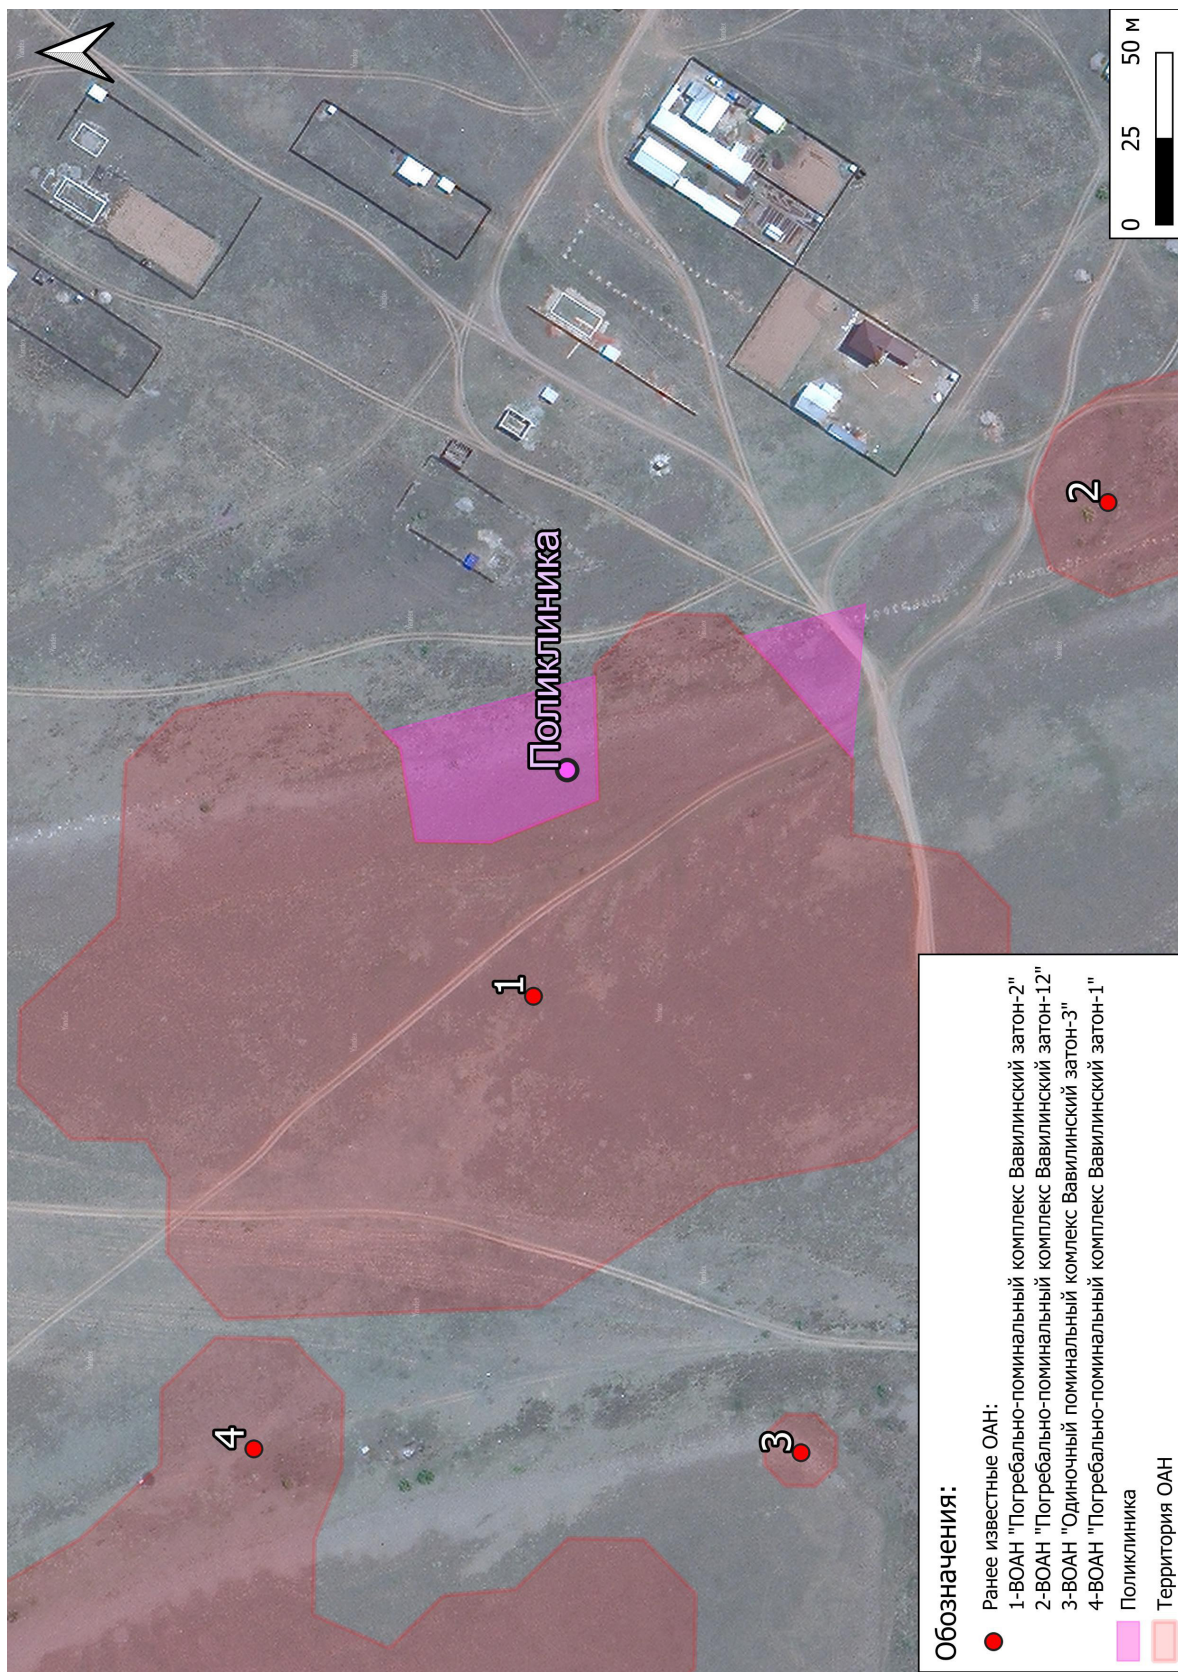 Поликлиника
1
2
3
4
0 25 50 м
Обозначения:
Ранее известные ОАН:
1-ВОАН "Погребально-поминальный комплекс Вавилинский затон-2"
2-ВОАН "Погребально-поминальный комплекс Вавилинский затон-12"
3-ВОАН "Одиночный поминальный комлекс Вавилинский затон-3"
4-ВОАН "Погребально-поминальный комплекс Вавилинский затон-1"
Поликлиника
Территория ОАН